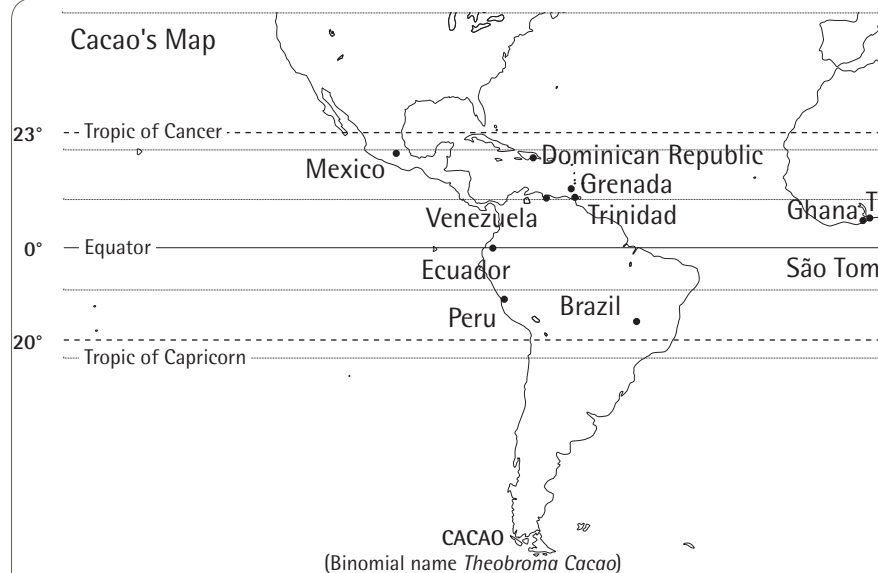 Cacao's Map
23°
Tropic of Cancer
Mexico
Dominican Republic
Grenada
Venezuela
Trinidad
Ghana
T
0°
Equator
Ecuador
São Tom
Peru
Brazil
20°
Tropic of Capricorn
CACAO
(Binomial name Theobroma Cacao)